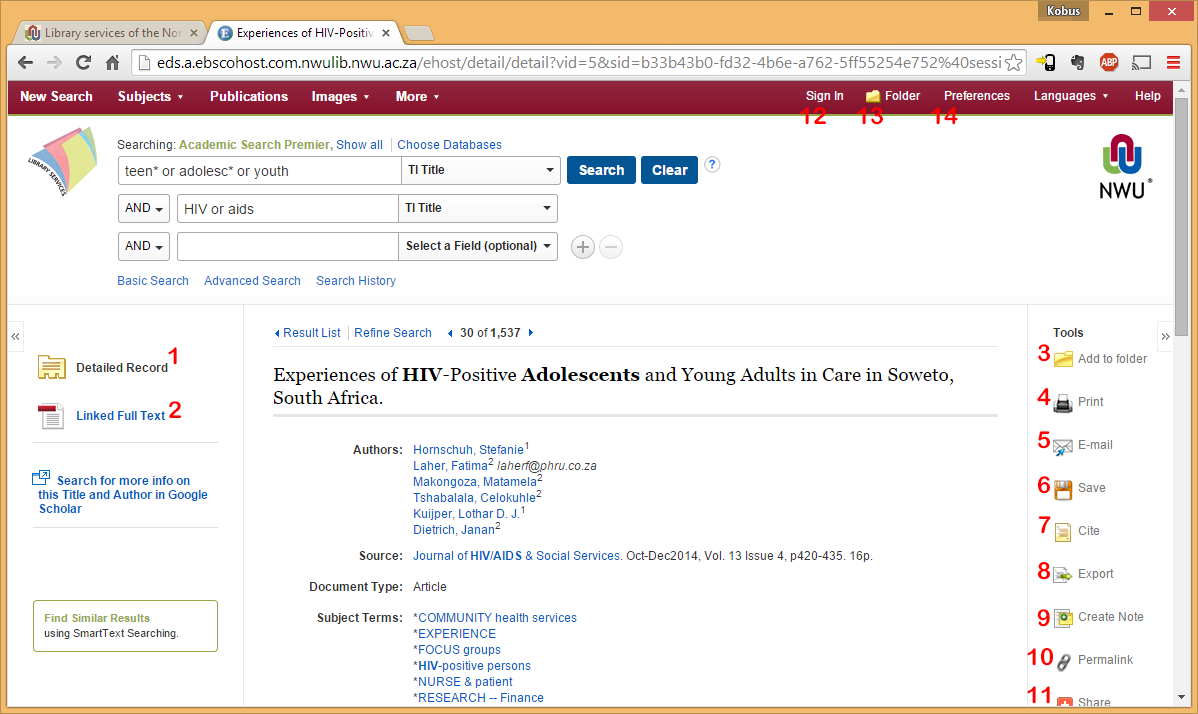 Kobus
Library services of the Nor
Experiences of HIV-Positiv
eds.a.ebscohost.com.nwulib.nwu.ac.za/ehost/detail/detail?vid=5&sid=b33b43b0-fd32-4b6e-a762-5ff55254e752%40sessi
ABP
New Search Subjects Publications Images More Sign In Folder Preferences Languages Help
12 13 14
LIBRARY SERVICES
Searching: Academic Search Premier, Show all Choose Databases
teen* or adolesc* or youth TI Title Search Clear ?
NWU
AND HIV or aids TI Title
AND Select a Field (optional)
Basic Search Advanced Search Search History
« Result List Refine Search 30 of 1,537 Tools »
Detailed Record 1
Linked Full Text 2
Search for more info on
this Title and Author in Google
Scholar
Find Similar Results
using SmartText Searching.
Experiences of HIV-Positive Adolescents and Young Adults in Care in Soweto,
South Africa.
Authors: Hornschuh, Stefanie1
Laher, Fatima2 laherf@phru.co.za
Makongoza, Matamela2
Tshabalala, Celokuhle2
Kuijper, Lothar D. J.1
Dietrich, Janan2
Source: Journal of HIV/AIDS & Social Services. Oct-Dec2014, Vol. 13 Issue 4, p420-435. 16p.
Document Type: Article
Subject Terms: *COMMUNITY health services
*EXPERIENCE
*FOCUS groups
*HIV-positive persons
*NURSE & patient
*RESEARCH -- Finance
3 Add to folder
4 Print
5 E-mail
6 Save
7 Cite
8 Export
9 Create Note
10 Permalink
11 Share